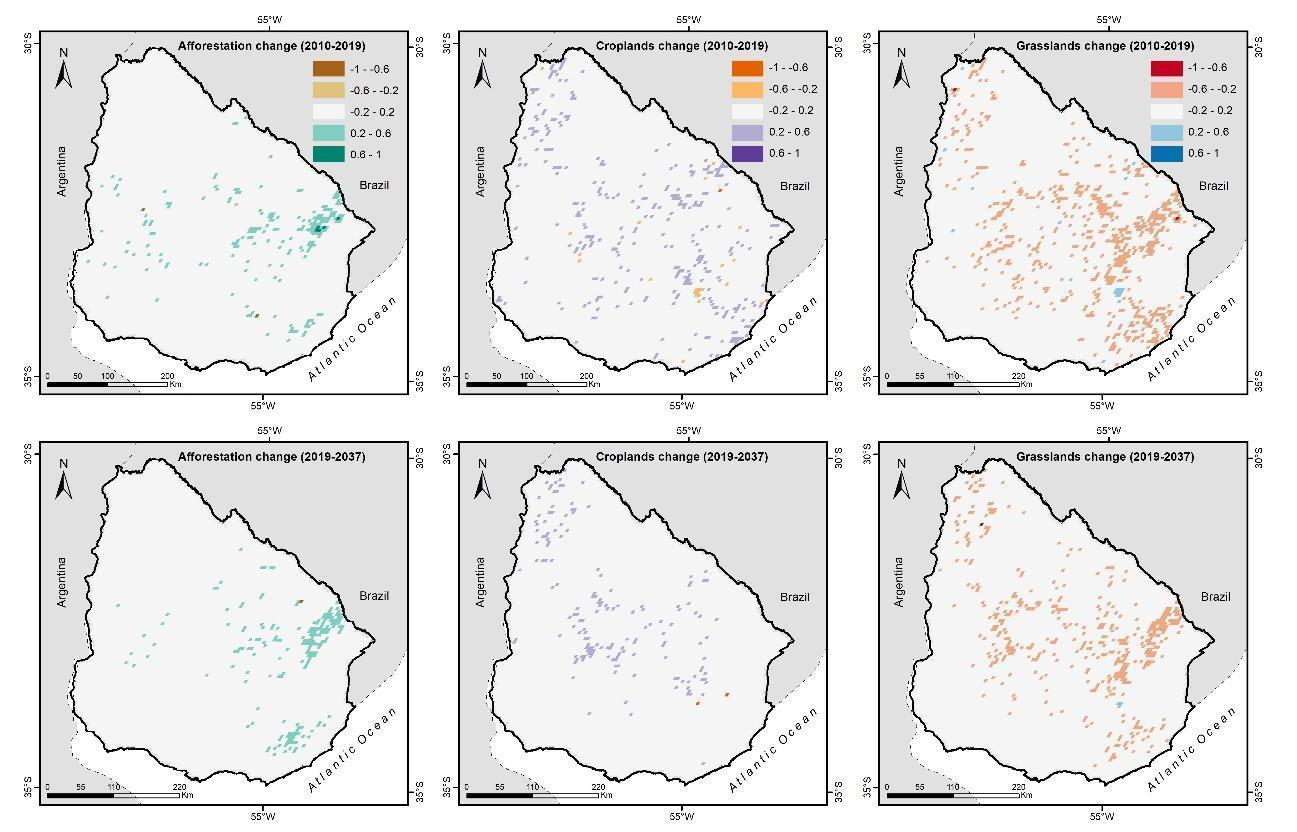 55°W
55°W
55°W
30°S
Afforestation change (2010-2019)
N
-1 - -0.6
-0.6 - -0.2
-0.2 - 0.2
0.2 - 0.6
0.6 - 1
Argentina
Brazil
Atlantic Ocean
0 50 100 200
Km
35°S
30°S
35°S
55°W
30°S
Croplands change (2010-2019)
N
-1 - -0.6
-0.6 - -0.2
-0.2 - 0.2
0.2 - 0.6
0.6 - 1
Argentina
Brazil
Atlantic Ocean
0 50 100 200
Km
35°S
30°S
35°S
55°W
Grasslands change (2010-2019)
N
-1 - -0.6
-0.6 - -0.2
-0.2 - 0.2
0.2 - 0.6
0.6 - 1
Argentina
Brazil
Atlantic Ocean
0 55 110 220
Km
30°S
35°S
55°W
55°W
55°W
55°W
30°S
Afforestation change (2019-2037)
N
Argentina
Brazil
Atlantic Ocean
0 55 110 220
Km
35°S
30°S
35°S
55°W
Croplands change (2019-2037)
N
Argentina
Brazil
Atlantic Ocean
0 55 110 220
Km
30°S
35°S
55°W
Grasslands change (2019-2037)
N
Argentina
Brazil
Atlantic Ocean
0 55 110 220
Km
30°S
35°S
55°W